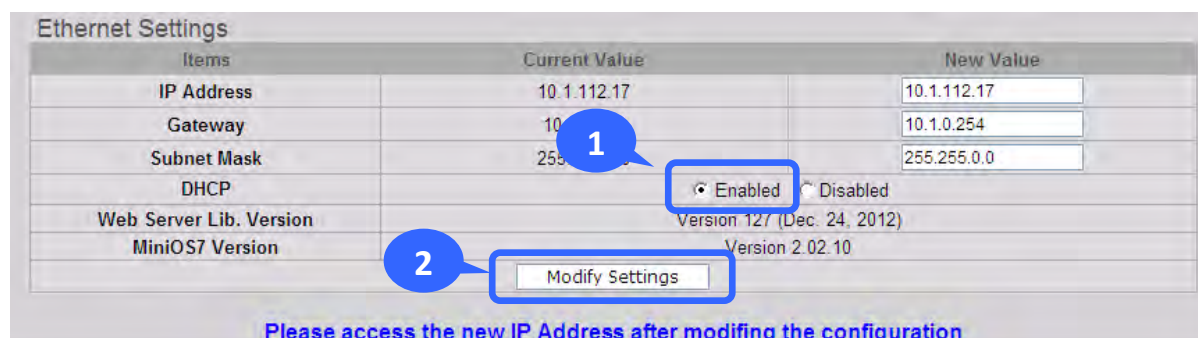 Ethernet Settings
Items Current Value New Value
IP Address 10.1.112.17 10.1.112.17
Gateway 10.1.0.254
1
Subnet Mask 255.255.0.0
DHCP Enabled Disabled
Web Server Lib. Version Version 127 (Dec. 24, 2012)
MiniOS7 Version Version 2.02.10
2
Modify Settings
Please access the new IP Address after modifing the configuration